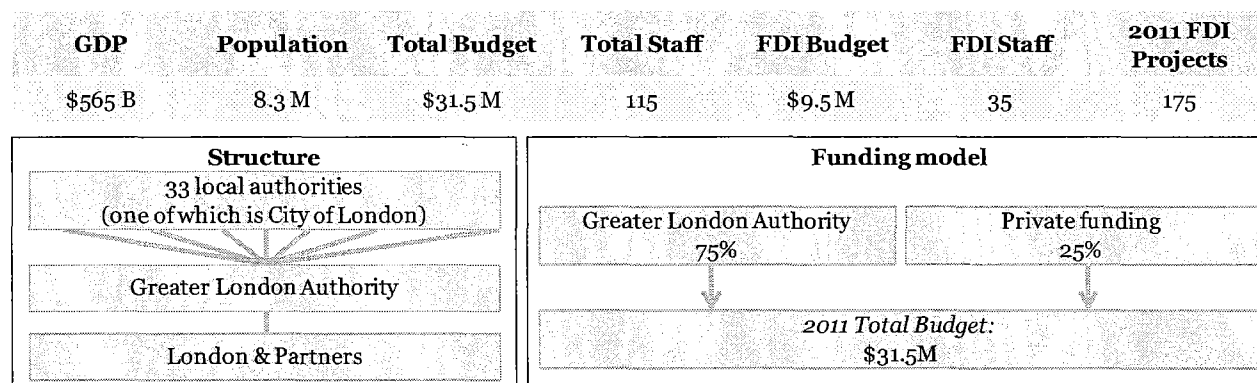 GDP Population Total Budget Total Staff FDI Budget FDI Staff 2011 FDI
Projects
$565 B 8.3 M $31.5 M 115 $9.5 M 35 175
Structure
33 local authorities
(one of which is City of London)
Greater London Authority
London & Partners
Funding model
Greater London Authority
75%
Private funding
25%
2011 Total Budget:
$31.5M